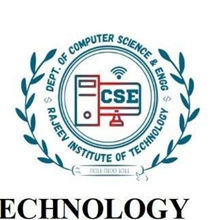 DEPT. OF COMPUTER SCIENCE & ENGG
CSE
RAJEEV INSTITUTE OF TECHNOLOGY
ECHNOLOGY